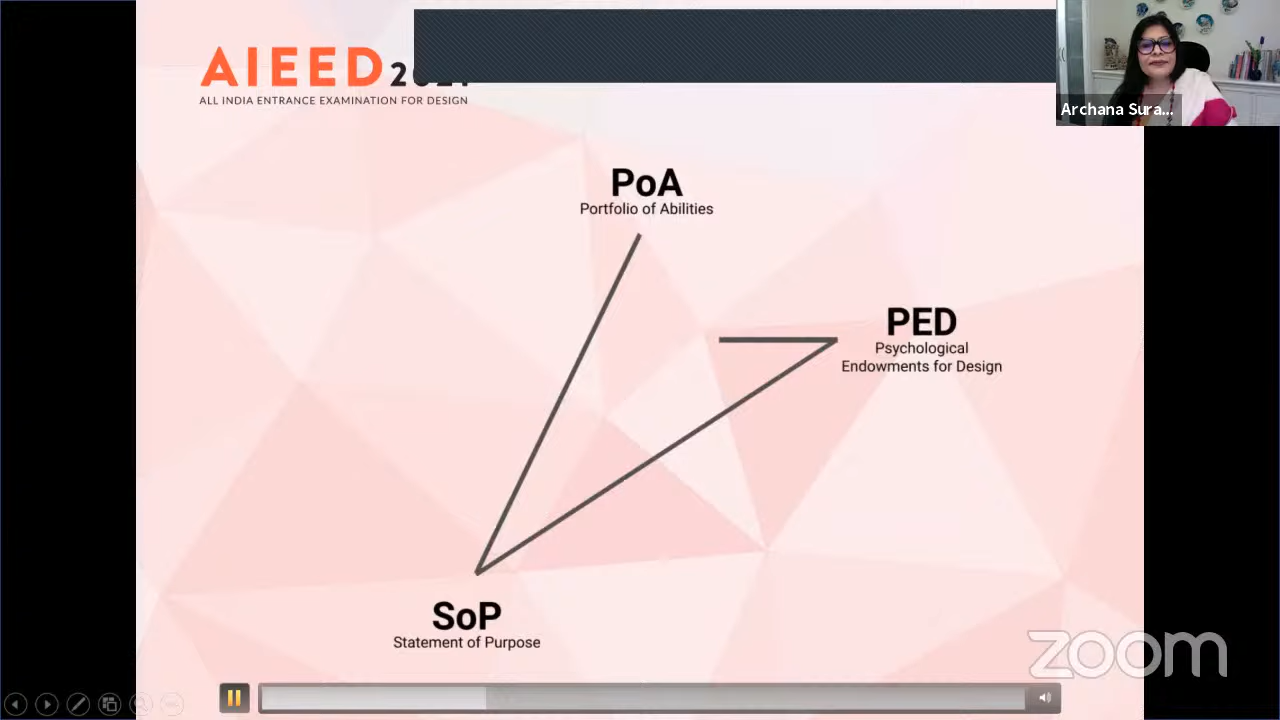 AIEED
ALL INDIA ENTRANCE EXAMINATION FOR DESIGN
Archana Sura...
PoA
Portfolio of Abilities
PED
Psychological
Endowments for Design
SoP
Statement of Purpose
zoom